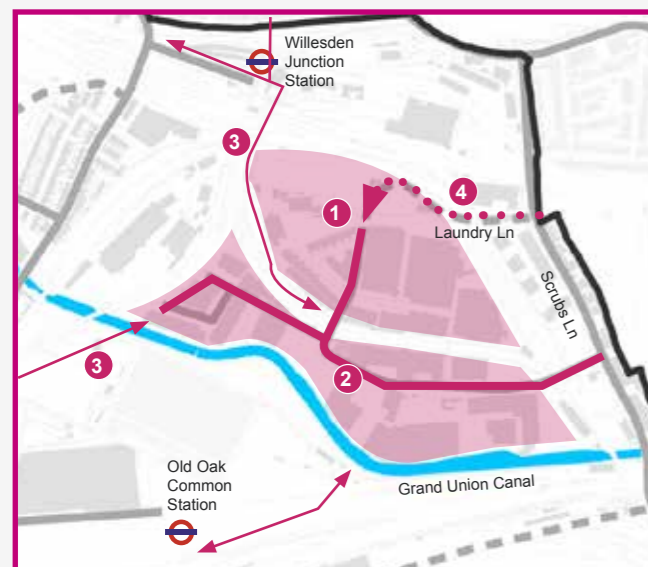 Willesden
Junction
Station
3
4
1
Laundry Ln
Scrubs Ln
3
2
Old Oak
Common
Station
Grand Union Canal